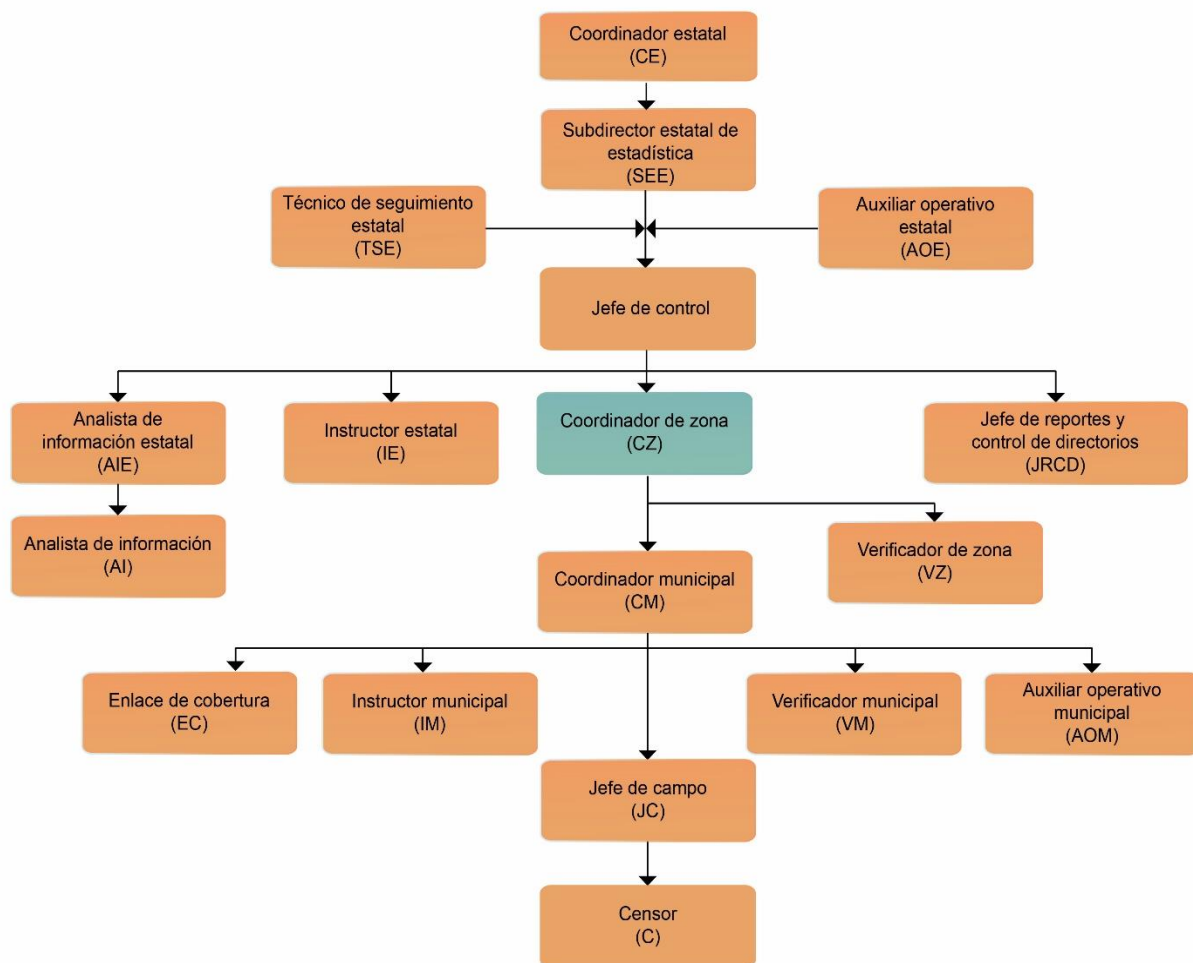 Coordinador estatal
(CE)
Subdirector estatal de
estadística
(SEE)
Técnico de seguimiento
estatal
(TSE)
Auxiliar operativo
estatal
(AOE)
Jefe de control
Analista de
información estatal
(AIE)
Instructor estatal
(IE)
Coordinador de zona
(CZ)
Jefe de reportes y
control de directorios
(JRCD)
Analista de información
(AI)
Coordinador municipal
(CM)
Verificador de zona
(VZ)
Enlace de cobertura
(EC)
Instructor municipal
(IM)
Verificador municipal
(VM)
Auxiliar operativo
municipal
(AOM)
Jefe de campo
(JC)
Censor
(C)